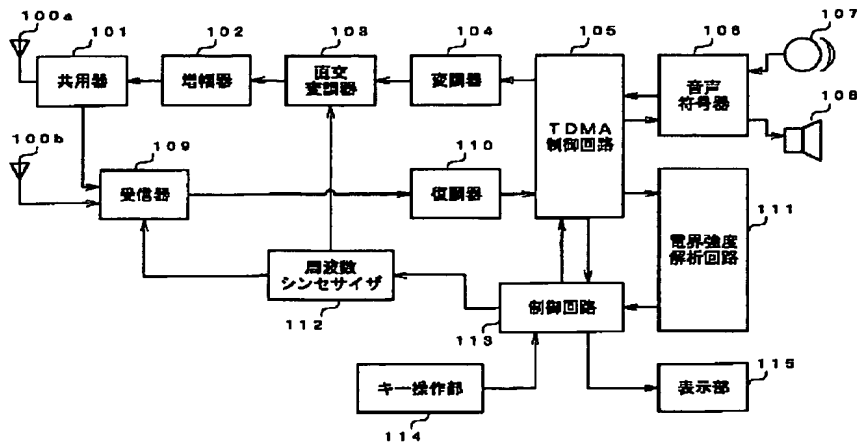 100a
101
102
103
104
105
106
107
共用器
増幅器
直交
変調器
変調器
TDMA
制御回路
音声
符号器
108
100b
109
受信器
110
復調器
電界強度
解析回路
111
周波数
シンセサイザ
112
制御回路
113
キー操作部
114
表示部
115